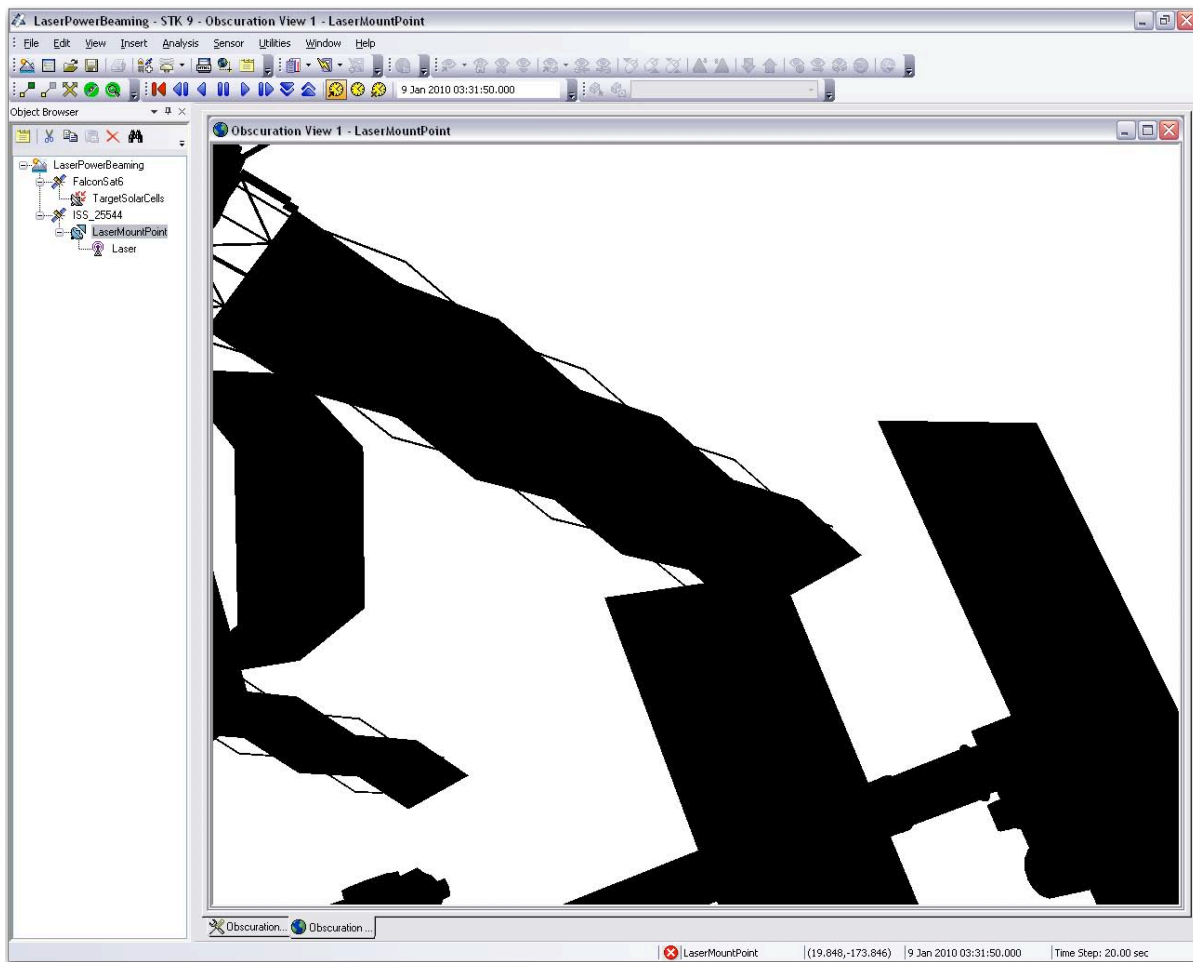 LaserPowerBeaming - STK 9 - Obscuration View 1 - LaserMountPoint
File Edit View Insert Analysis Sensor Utilities Window Help
9 Jan 2010 03:31:50.000
Object Browser
Obscuration View 1 - LaserMountPoint
LaserPowerBeaming
FalconSat6
TargetSolarCells
ISS_25544
LaserMountPoint
Laser
Obscuration... Obscuration ...
LaserMountPoint (19.848,-173.846) 9 Jan 2010 03:31:50.000 Time Step: 20.00 sec